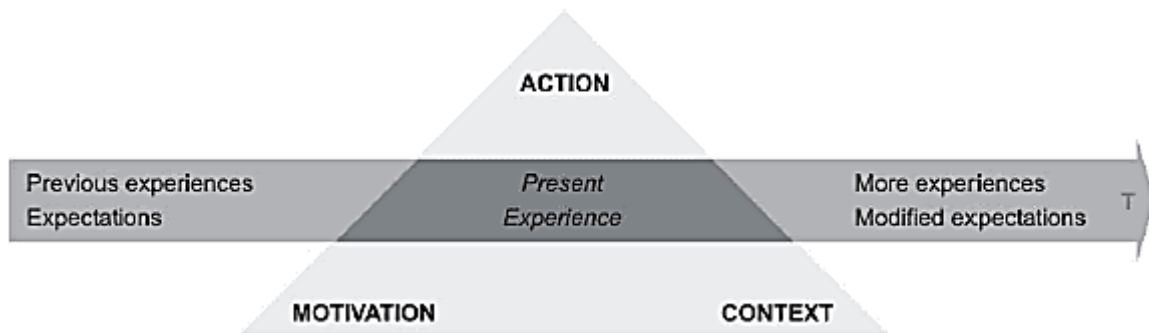 ACTION
Previous experiences
Present
More experiences
Expectations
Experience
Modified expectations
T
MOTIVATION
CONTEXT